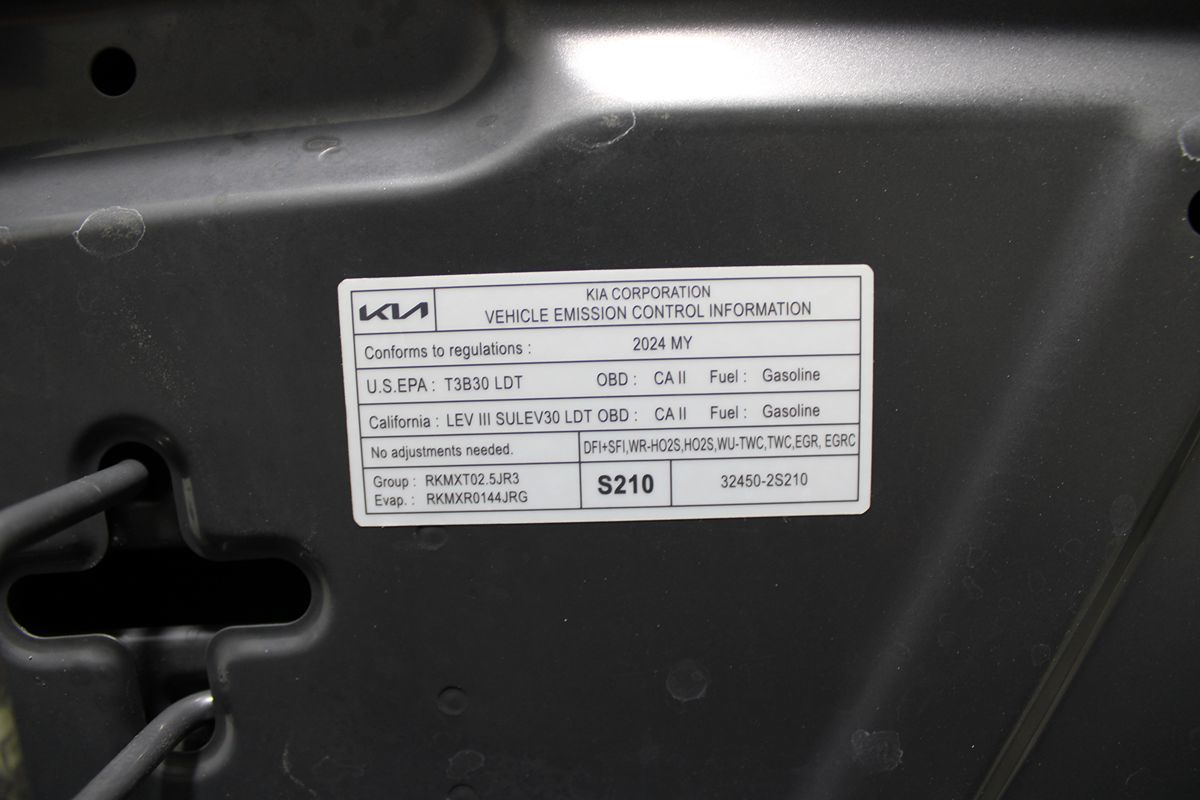 KIA
KIA CORPORATION
VEHICLE EMISSION CONTROL INFORMATION
Conforms to regulations : 2024 MY
U.S.EPA : T3B30 LDT OBD : CA II Fuel : Gasoline
California : LEV III SULEV30 LDT OBD : CA II Fuel : Gasoline
No adjustments needed.
DFI+SFI,WR-HO2S,HO2S,WU-TWC,TWC,EGR, EGRC
Group : RKMXT02.5JR3
Evap. : RKMXR0144JRG
S210
32450-2S210